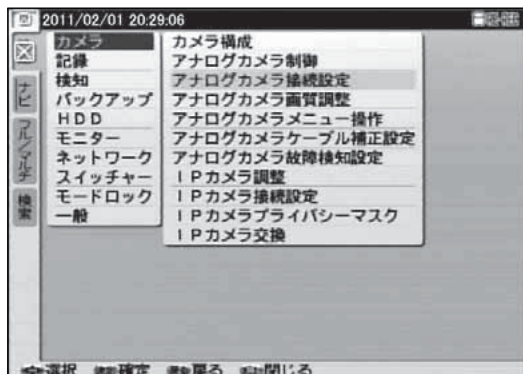 2011/02/01 20:29:06
カメラ
記録
検知
バックアップ
HDD
モニター
ネットワーク
スイッチャー
モードロック
一般
カメラ構成
アナログカメラ制御
アナログカメラ接続設定
アナログカメラ画質調整
アナログカメラメニュー操作
アナログカメラケーブル補正設定
アナログカメラ故障検知設定
IPカメラ調整
IPカメラ接続設定
IPカメラプライバシーマスク
IPカメラ交換
ナビ
フル/マルチ
検索
選択 確定 戻る 閉じる